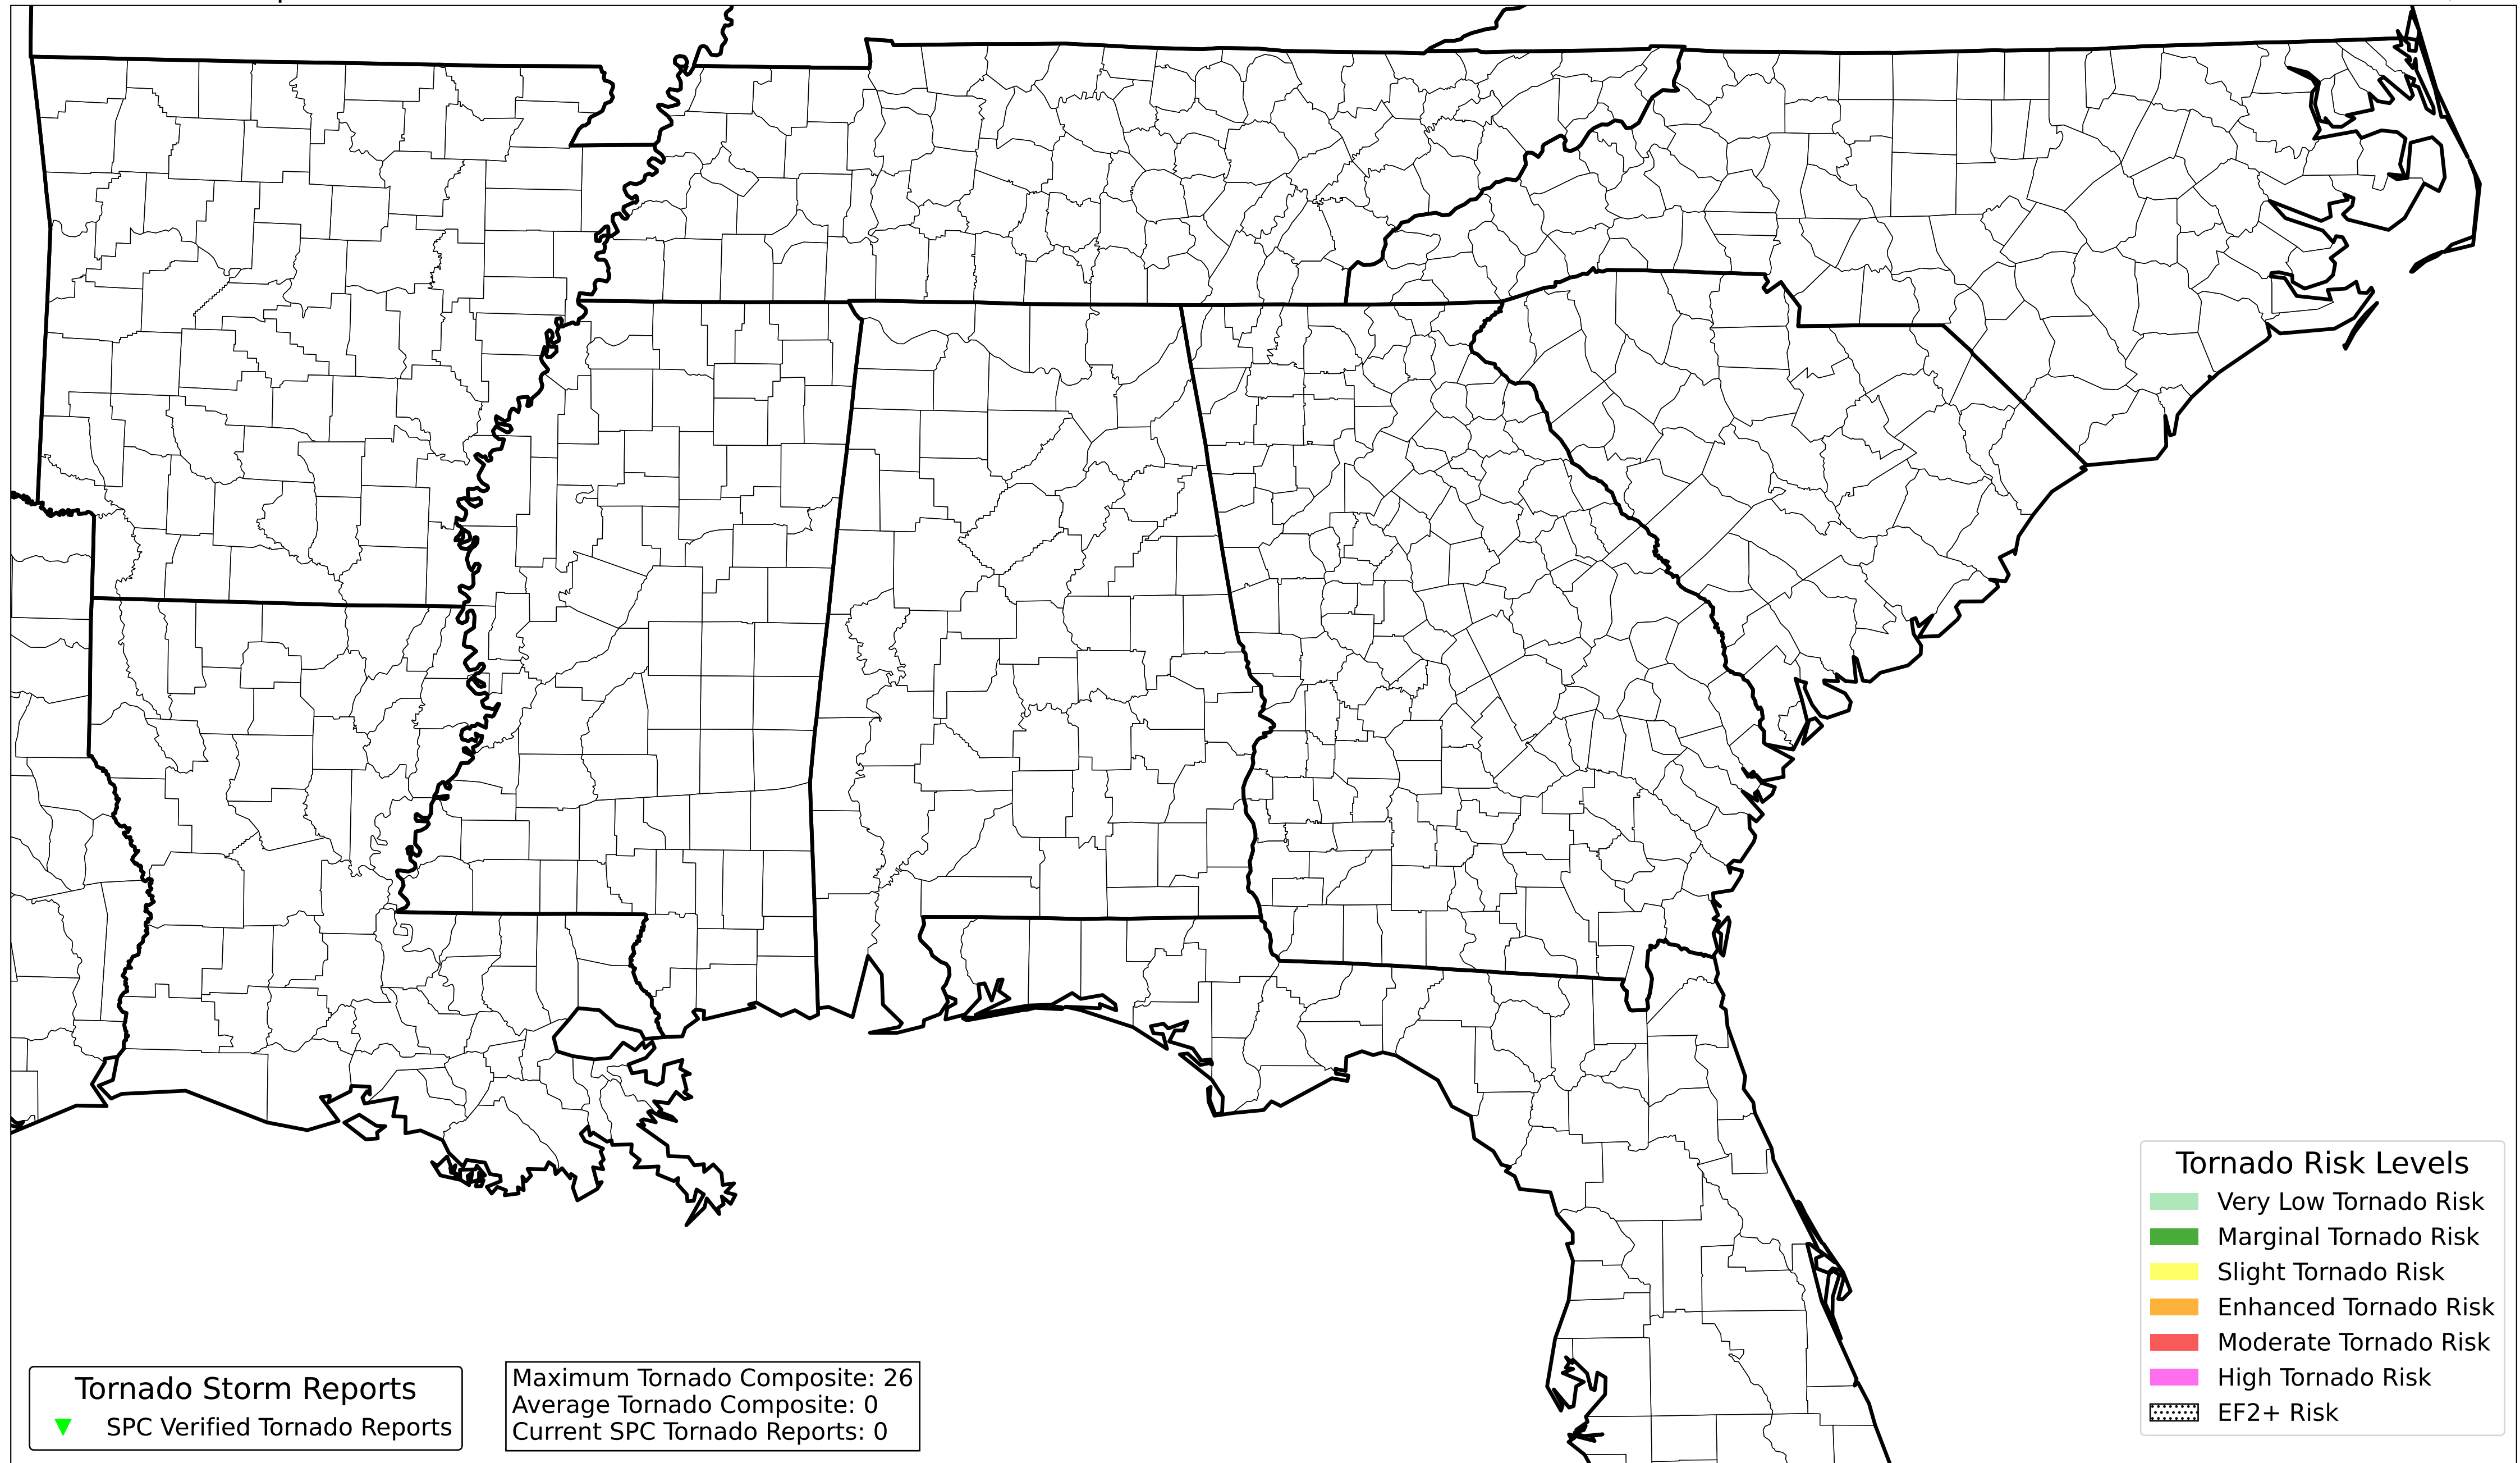 Tornado Risk Levels
Very Low Tornado Risk
Marginal Tornado Risk
Slight Tornado Risk
Enhanced Tornado Risk
Moderate Tornado Risk
High Tornado Risk
EF2+ Risk
Tornado Storm Reports
SPC Verified Tornado Reports
Maximum Tornado Composite: 26
Average Tornado Composite: 0
Current SPC Tornado Reports: 0